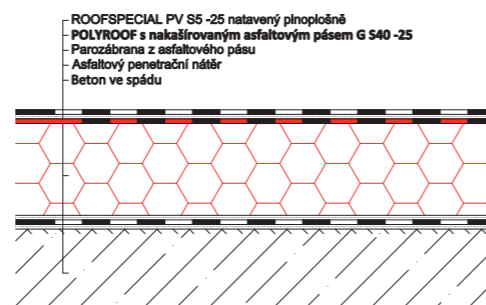 ROOFSPECIAL PV S5 -25 natavený plnoplošně
POLYROOF s nakašírovaným asfaltovým pásem G S40 -25
Parozábrana z asfaltového pásu
Asfaltový penetrační nátěr
Beton ve spádu